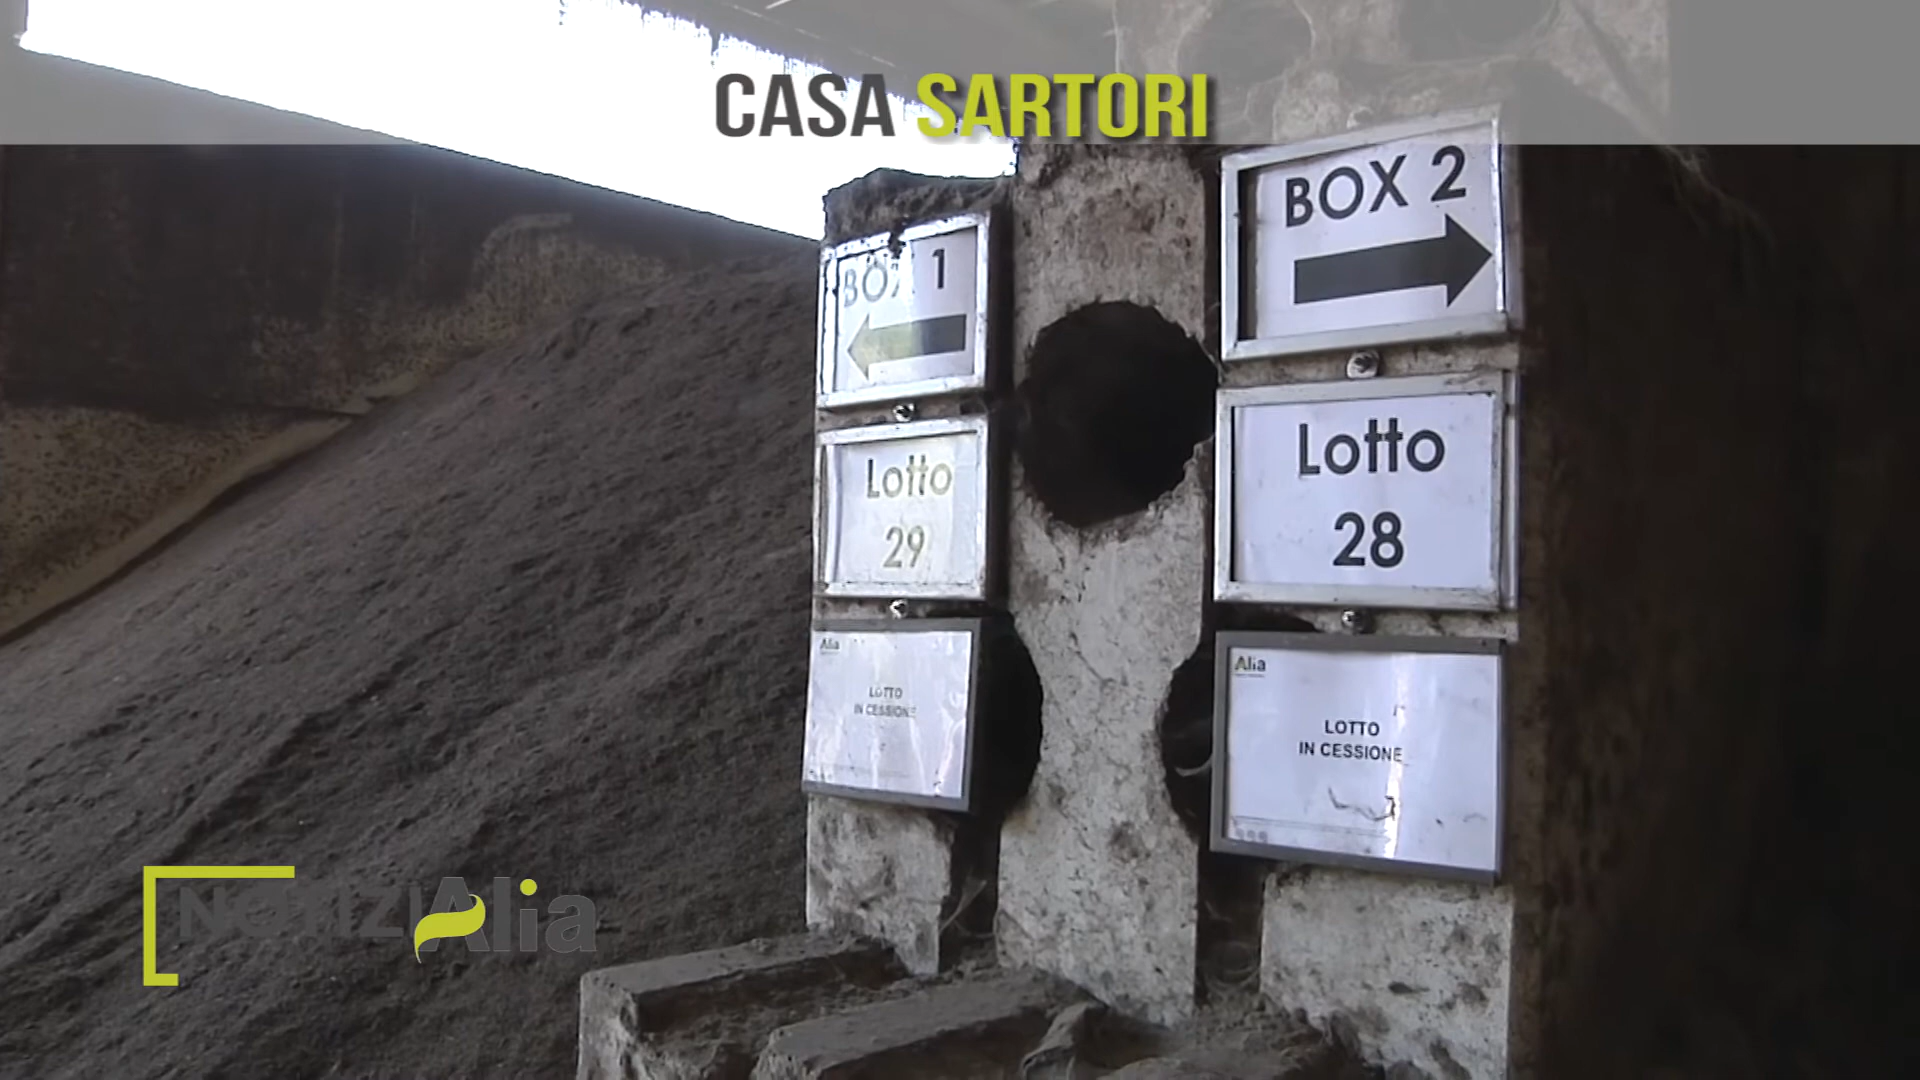 CASA SARTORI
BOX 1
Lotto
29
Alia
LOTTO
IN CESSIONE
BOX 2
Lotto
28
Alia
LOTTO
IN CESSIONE
NOTIZIAlia